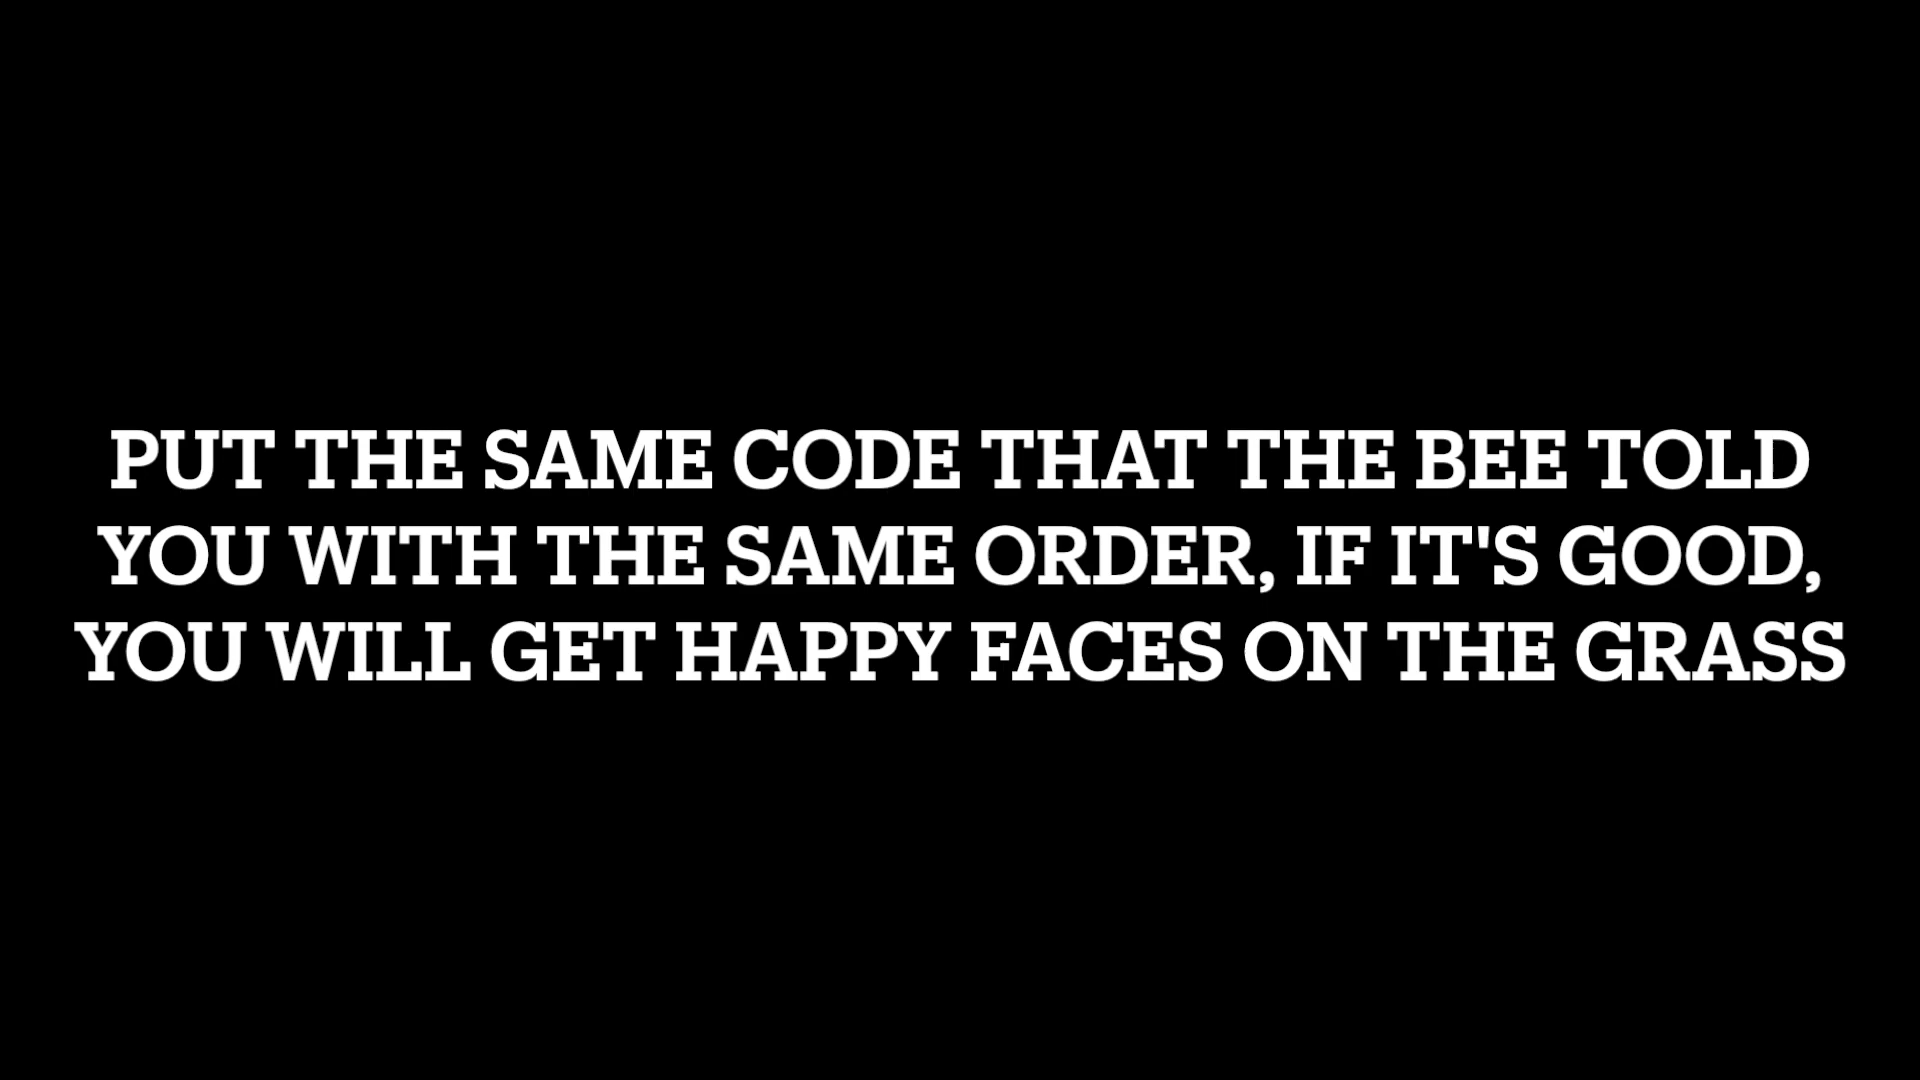 PUT THE SAME CODE THAT THE BEE TOLD
YOU WITH THE SAME ORDER, IF IT'S GOOD,
YOU WILL GET HAPPY FACES ON THE GRASS